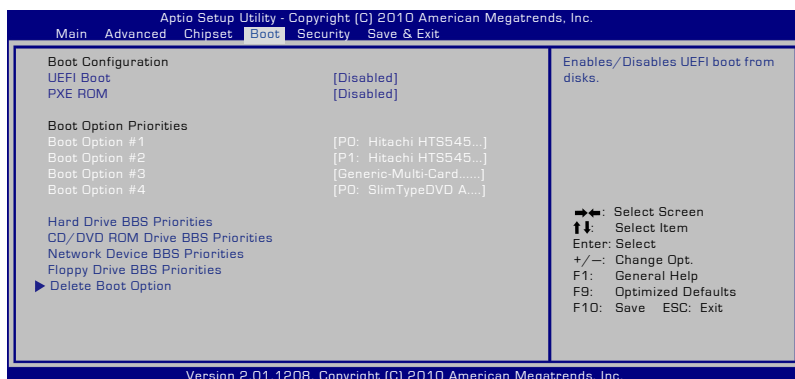 Aptio Setup Utility - Copyright (C) 2010 American Megatrends, Inc.
Main Advanced Chipset Boot Security Save & Exit
Boot Configuration
UEFI Boot [Disabled]
PXE ROM [Disabled]
Boot Option Priorities
Boot Option #1 [P0: Hitachi HTS545...]
Boot Option #2 [P1: Hitachi HTS545...]
Boot Option #3 [Generic-Multi-Card......]
Boot Option #4 [P0: SlimTypeDVD A....]
Hard Drive BBS Priorities
CD/DVD ROM Drive BBS Priorities
Network Device BBS Priorities
Floppy Drive BBS Priorities
Delete Boot Option
Enables/Disables UEFI boot from
disks.
→←: Select Screen
↑↓: Select Item
Enter: Select
+/—: Change Opt.
F1: General Help
F9: Optimized Defaults
F10: Save ESC: Exit
Version 2.01.1208. Copyright (C) 2010 American Megatrends, Inc.